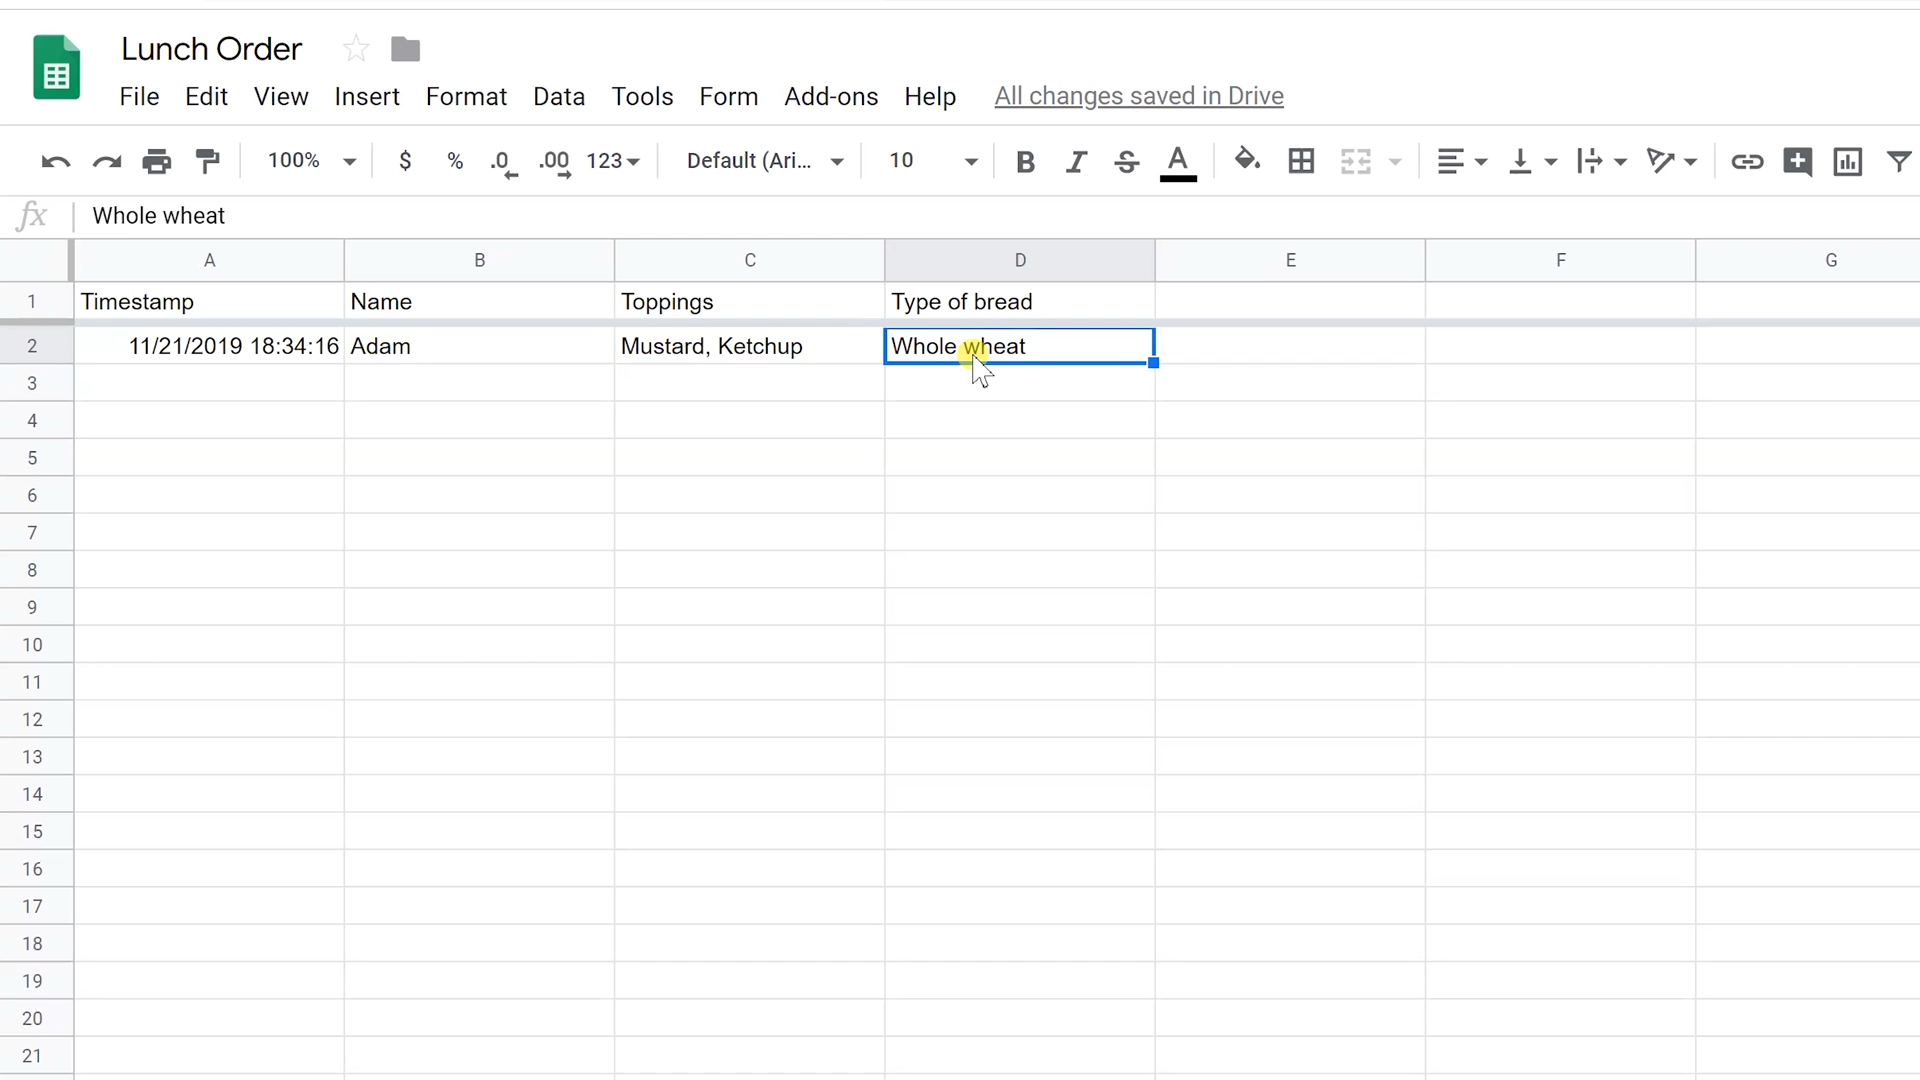 Lunch Order
File Edit View Insert Format Data Tools Form Add-ons Help All changes saved in Drive
100% $ % .0 .00 123 Default (Ari... 10 B I S A
fx Whole wheat
A B C D E F G
1 Timestamp Name Toppings Type of bread
2 11/21/2019 18:34:16 Adam Mustard, Ketchup Whole wheat
3
4
5
6
7
8
9
10
11
12
13
14
15
16
17
18
19
20
21